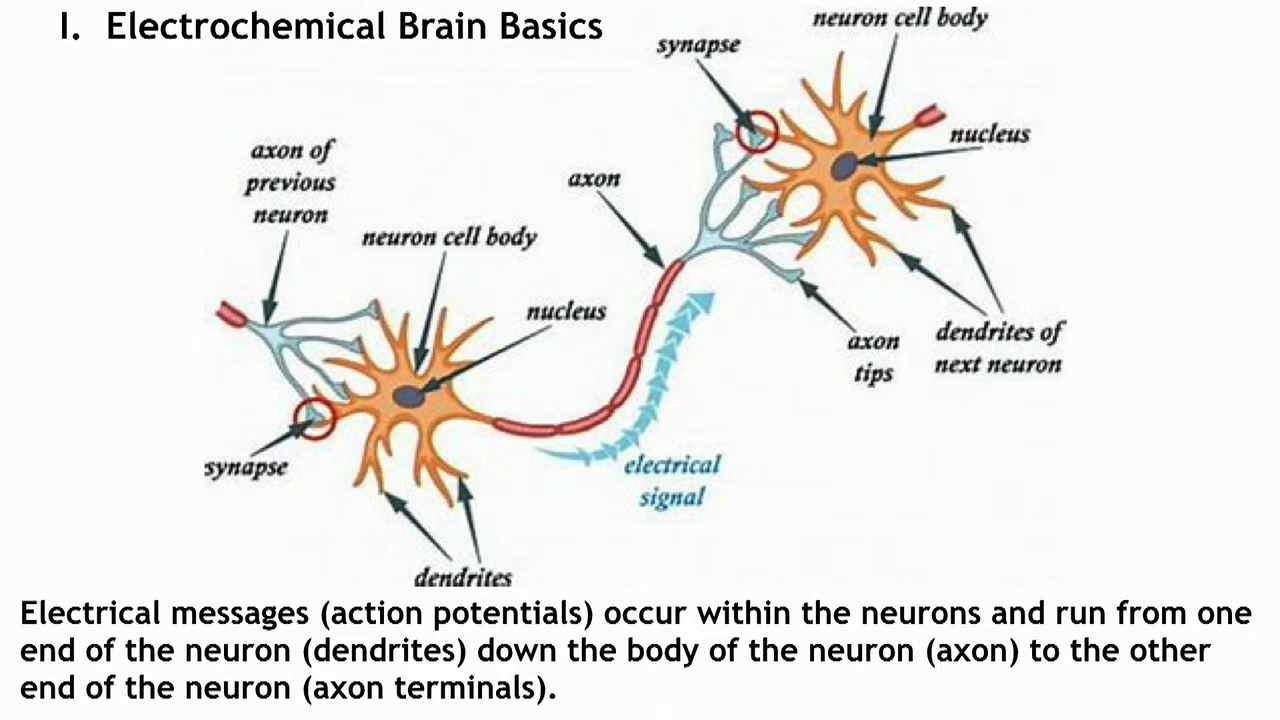 I. Electrochemical Brain Basics
neuron cell body
synapse
nucleus
axon of
previous
neuron
axon
neuron cell body
nucleus
axon
tips
dendrites of
next neuron
synapse
electrical
signal
dendrites
Electrical messages (action potentials) occur within the neurons and run from one
end of the neuron (dendrites) down the body of the neuron (axon) to the other
end of the neuron (axon terminals).